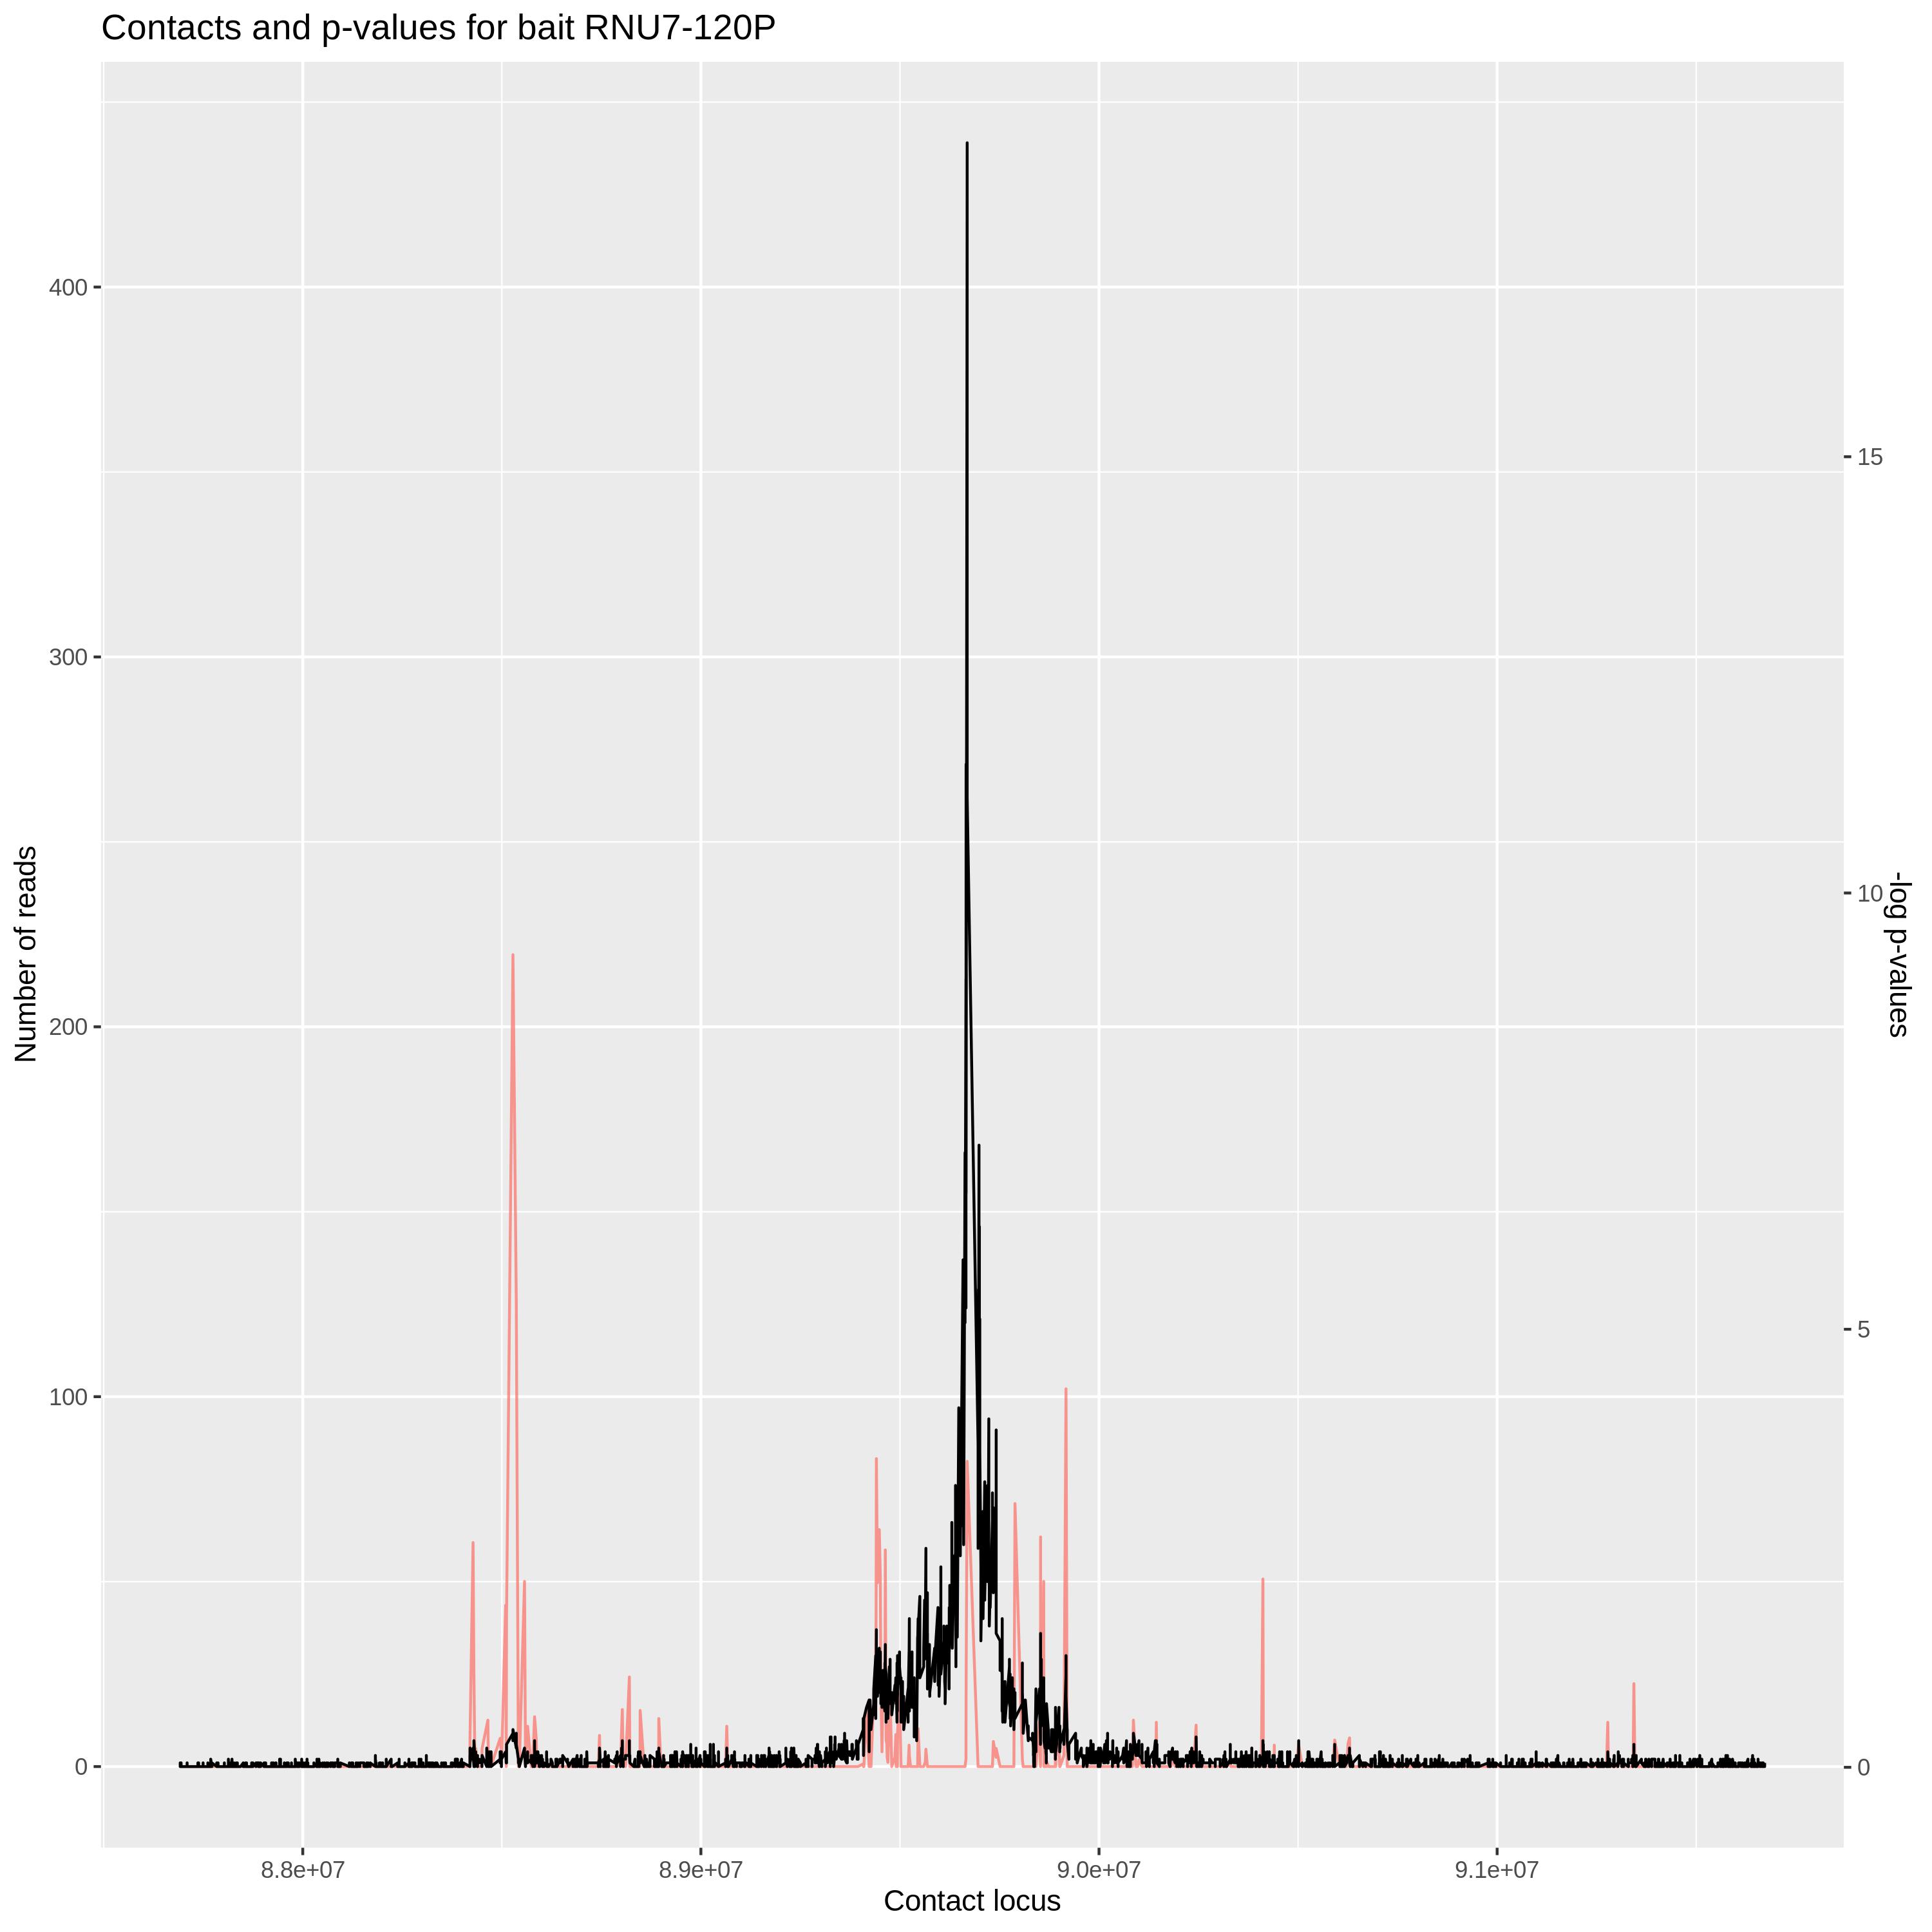 Contacts and p-values for bait RNU7-120P
400
300
200
100
0
Number of reads
15
10
5
0
-log p-values
8.8e+07
8.9e+07
9.0e+07
9.1e+07
Contact locus